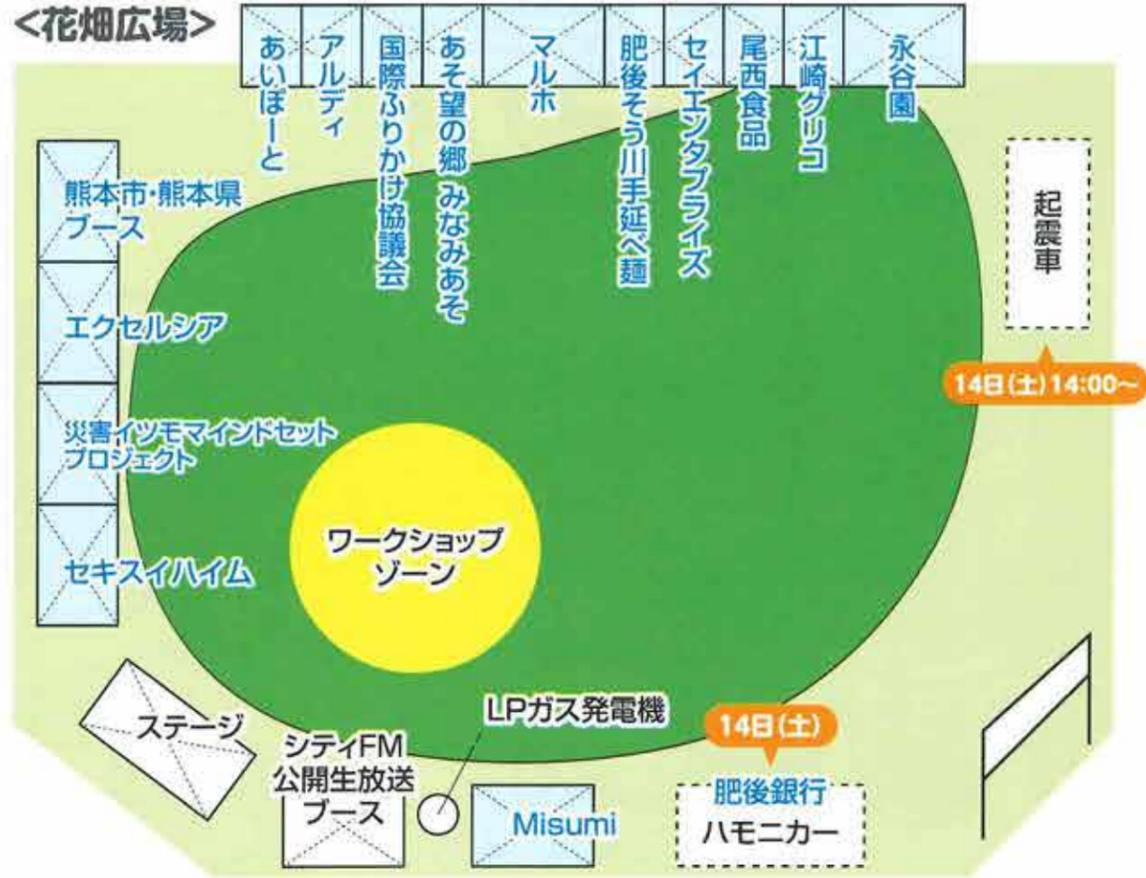 <花畑広場>
あいぽーと
アルディ
国際ふりかけ協議会
あそ望の郷 みなみあそ
マルホ
肥後そう川手延べ麺
セイエンタプライズ
尾西食品
江崎グリコ
永谷園
熊本市・熊本県
ブース
エクセルシア
災害イツモマインドセット
プロジェクト
セキスイハイム
起震車
14日(土)14:00～
ワークショップ
ゾーン
ステージ
シティFM
公開生放送
ブース
LPガス発電機
Misumi
14日(土)
肥後銀行
ハモニカー